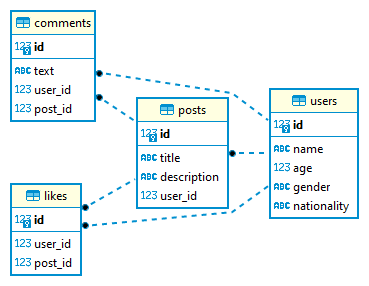 comments
123 id
ABC text
123 user_id
123 post_id
posts
123 id
ABC title
ABC description
123 user_id
users
123 id
ABC name
123 age
ABC gender
ABC nationality
likes
123 id
123 user_id
123 post_id